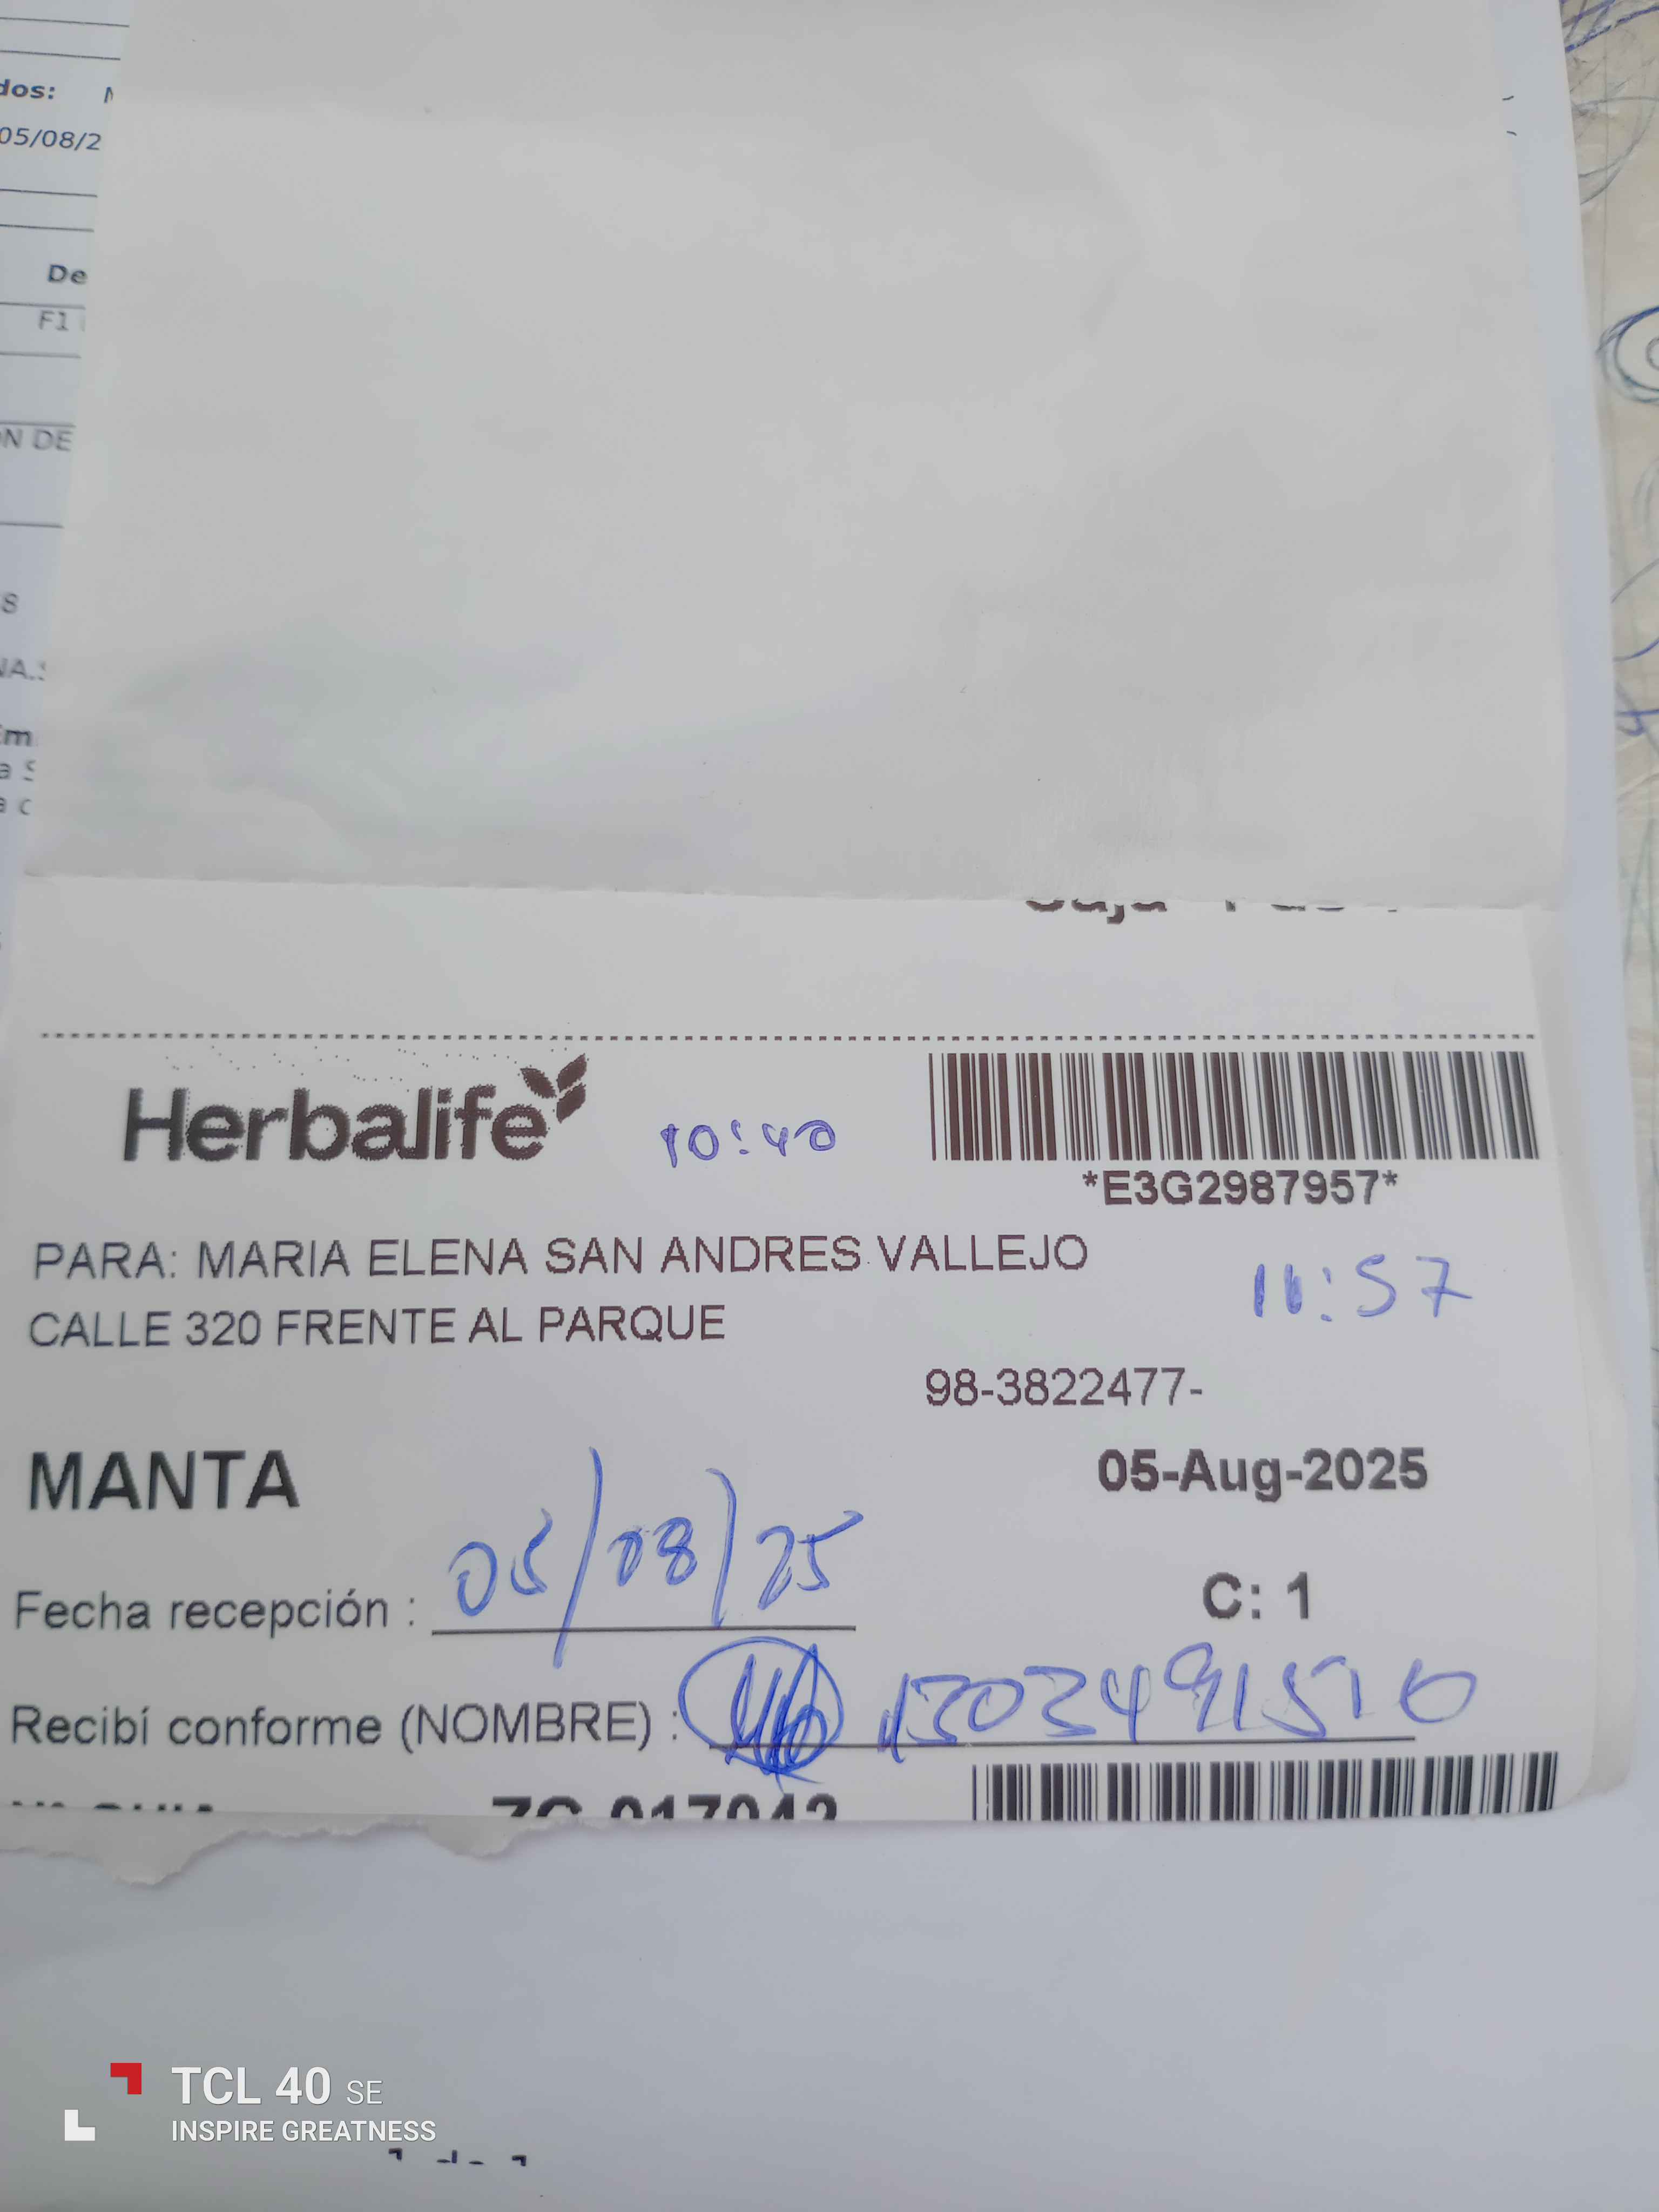 dos:
05/08/2
De
F1
ON DE
Herbalife
10:40
*E3G2987957*
PARA: MARIA ELENA SAN ANDRES VALLEJO
11:57
CALLE 320 FRENTE AL PARQUE
98-3822477-
MANTA
05-Aug-2025
05/08/25
Fecha recepción :
C: 1
Recibí conforme (NOMBRE) : 1303491510
TCL 40 SE
INSPIRE GREATNESS